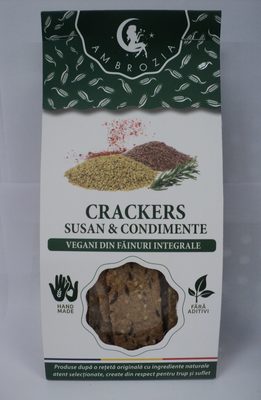 AMBROZIA
CRACKERS
SUSAN & CONDIMENTE
VEGANI DIN FĂINURI INTEGRALE
HAND
MADE
FĂRĂ
ADITIVI
Produse după o rețetă originală cu ingrediente naturale
atent selecționate, create din respect pentru trup și suflet